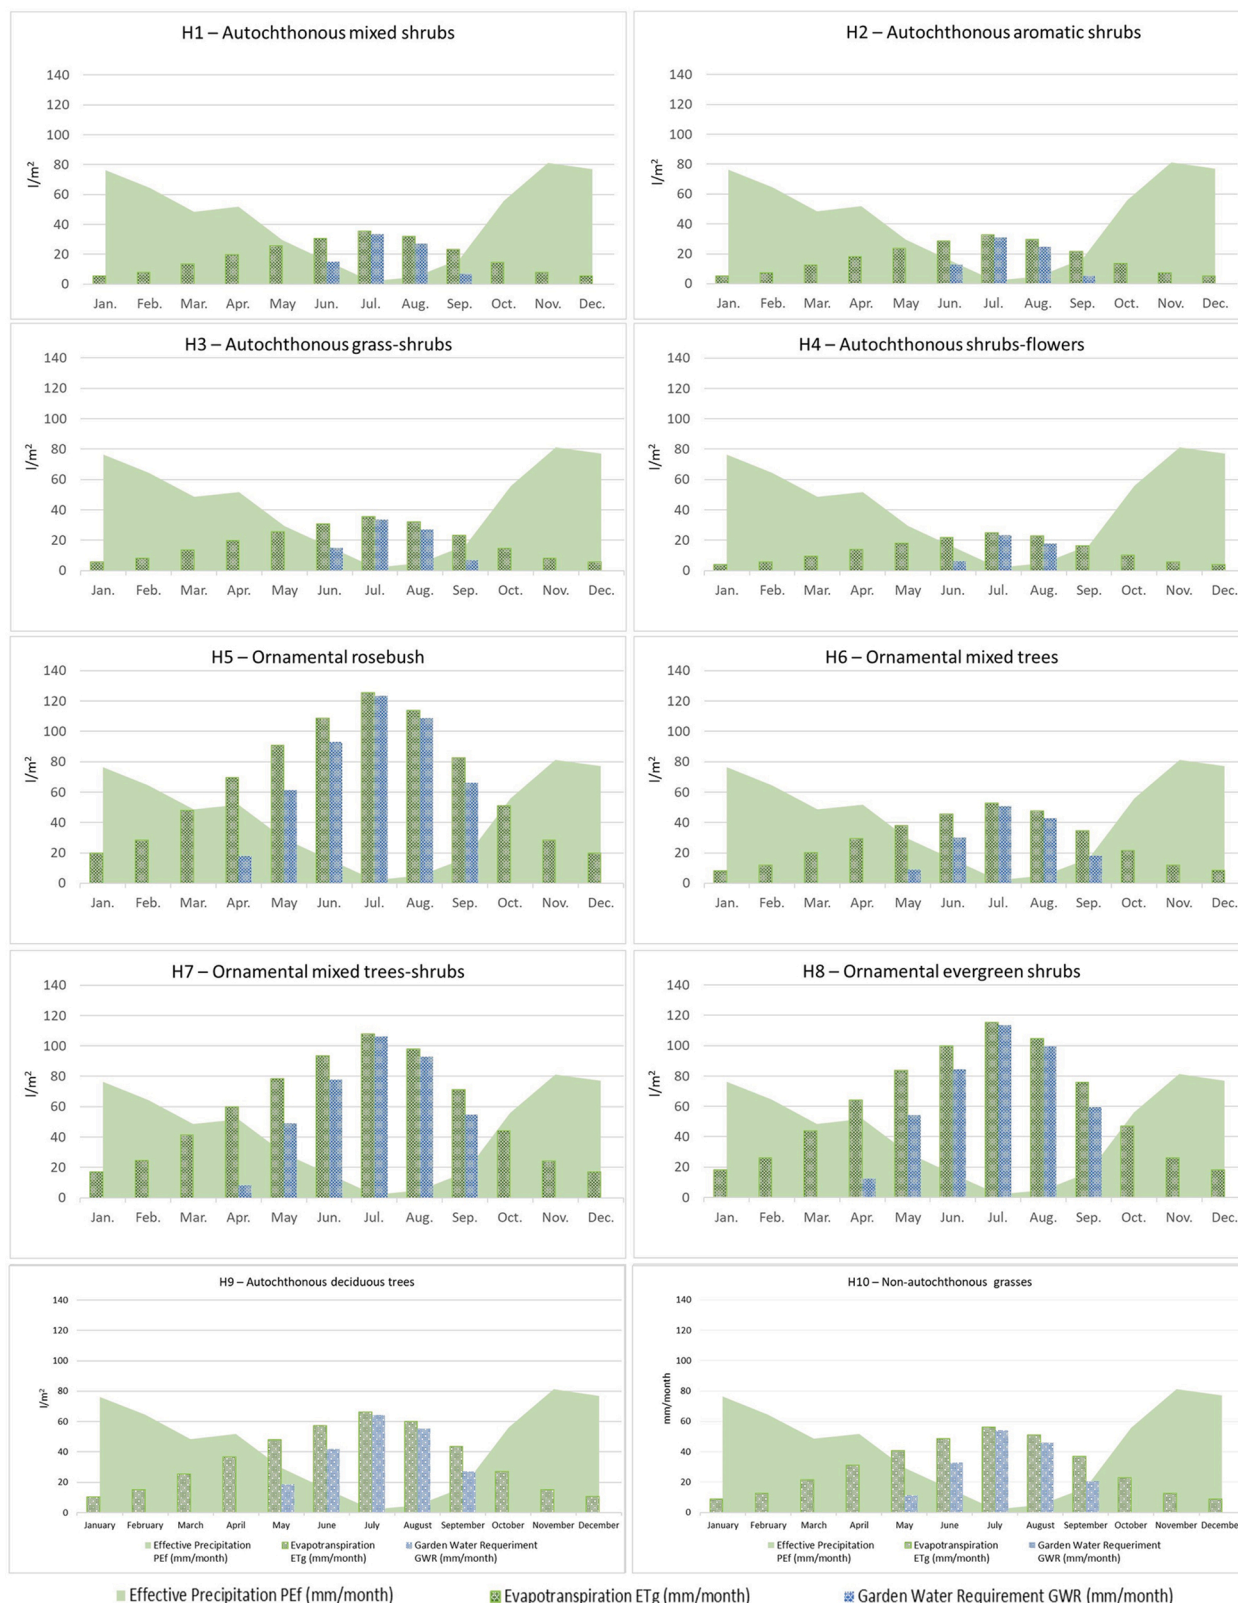 H1 – Autochthonous mixed shrubs
140
120
100
80
60
40
20
0
l/m²
Jan. Feb. Mar. Apr. May Jun. Jul. Aug. Sep. Oct. Nov. Dec.
H2 – Autochthonous aromatic shrubs
140
120
100
80
60
40
20
0
l/m²
Jan. Feb. Mar. Apr. May Jun. Jul. Aug. Sep. Oct. Nov. Dec.
H3 – Autochthonous grass-shrubs
140
120
100
80
60
40
20
0
l/m²
Jan. Feb. Mar. Apr. May Jun. Jul. Aug. Sep. Oct. Nov. Dec.
H4 – Autochthonous shrubs-flowers
140
120
100
80
60
40
20
0
l/m²
Jan. Feb. Mar. Apr. May Jun. Jul. Aug. Sep. Oct. Nov. Dec.
H5 – Ornamental rosebush
140
120
100
80
60
40
20
0
l/m²
Jan. Feb. Mar. Apr. May Jun. Jul. Aug. Sep. Oct. Nov. Dec.
H6 – Ornamental mixed trees
140
120
100
80
60
40
20
0
l/m²
Jan. Feb. Mar. Apr. May Jun. Jul. Aug. Sep. Oct. Nov. Dec.
H7 – Ornamental mixed trees-shrubs
140
120
100
80
60
40
20
0
l/m²
Jan. Feb. Mar. Apr. May Jun. Jul. Aug. Sep. Oct. Nov. Dec.
H8 – Ornamental evergreen shrubs
140
120
100
80
60
40
20
0
l/m²
Jan. Feb. Mar. Apr. May Jun. Jul. Aug. Sep. Oct. Nov. Dec.
H9 – Autochthonous deciduous trees
140
120
100
80
60
40
20
0
l/m²
January February March April May June July August September October November December
Effective Precipitation Evapotranspiration Garden Water Requeriment
PEf (mm/month) ETg (mm/month) GWR (mm/month)
H10 – Non-autochthonous grasses
140
120
100
80
60
40
20
0
mm/month
January February March April May June July August September October November December
Effective Precipitation Evapotranspiration Garden Water Requeriment
PEf (mm/month) ETg (mm/month) GWR (mm/month)
Effective Precipitation PEf (mm/month) Evapotranspiration ETg (mm/month) Garden Water Requirement GWR (mm/month)